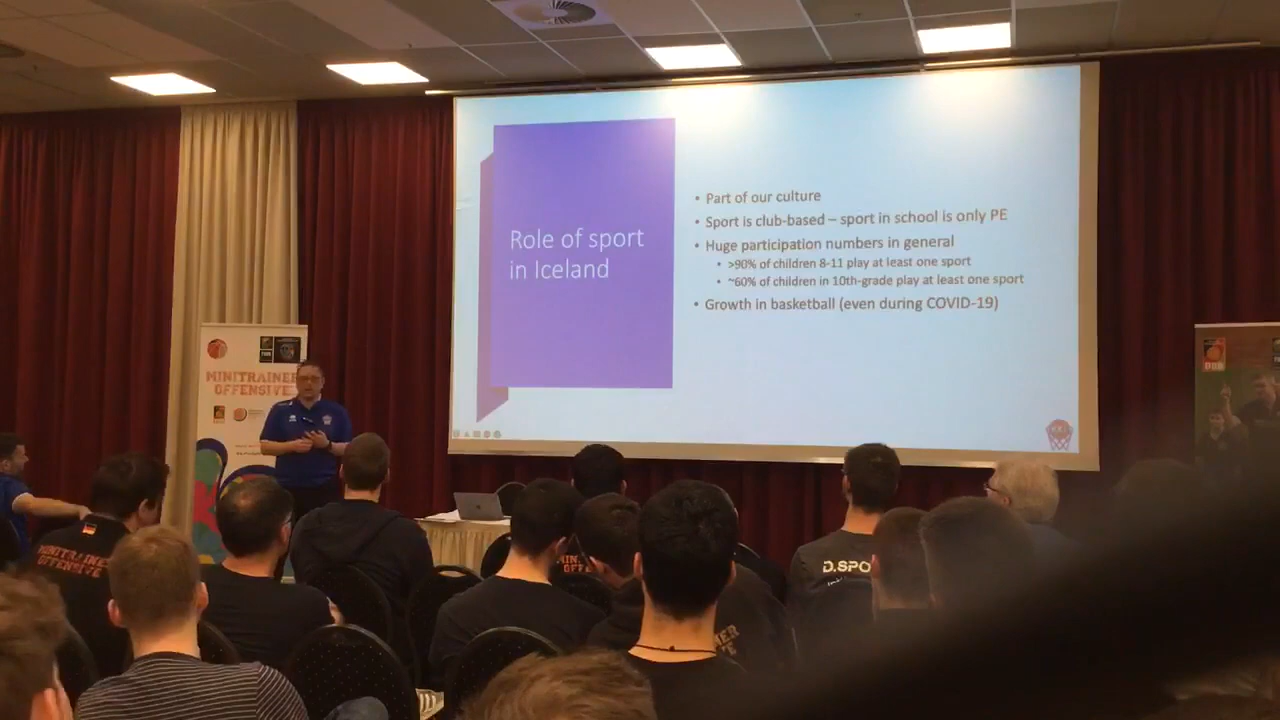 Role of sport
in Iceland
• Part of our culture
• Sport is club-based – sport in school is only PE
• Huge participation numbers in general
• >90% of children 8-11 play at least one sport
• ~60% of children in 10th-grade play at least one sport
• Growth in basketball (even during COVID-19)
MINITRAINER
OFFENSIVE
MINITRAINER
OFFENSIVE
D.SPO